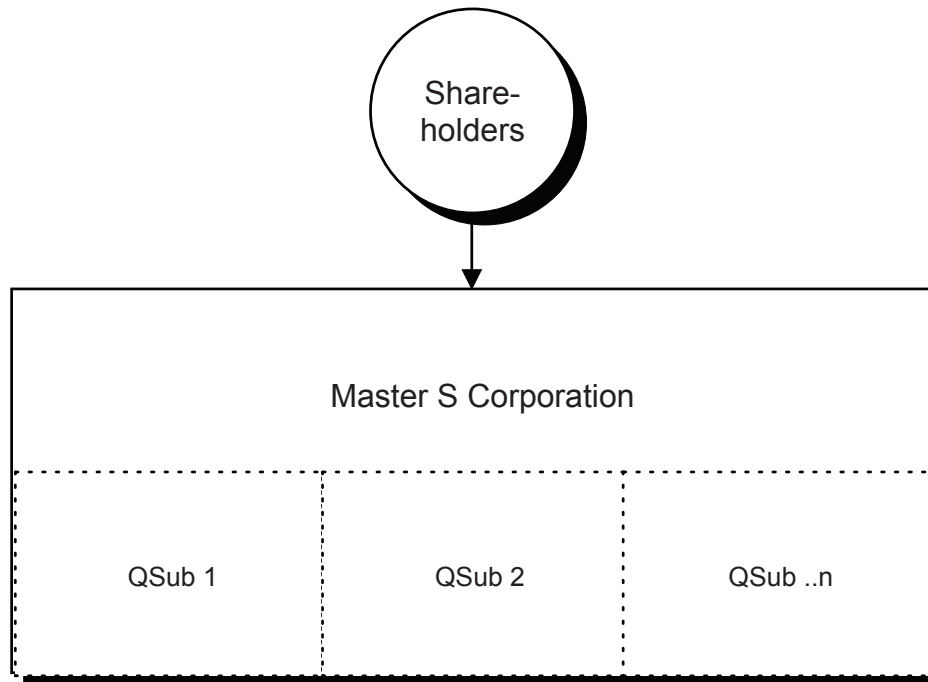 Share-
holders
Master S Corporation
QSub 1
QSub 2
QSub ..n